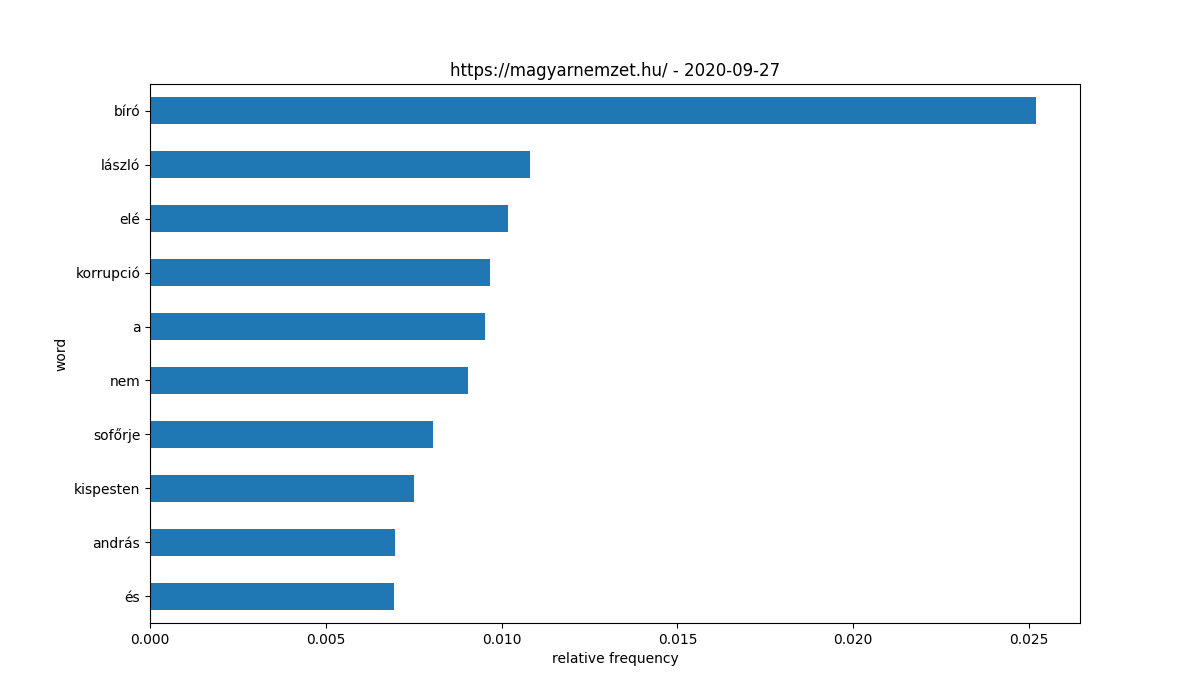 https://magyarnemzet.hu/ - 2020-09-27
bíró
lászló
elé
korrupció
a
nem
sofőrje
kispesten
andrás
és
word
0.000 0.005 0.010 0.015 0.020 0.025
relative frequency